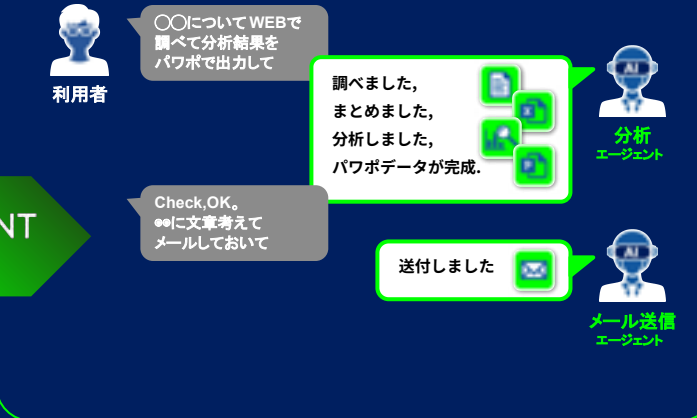 〇〇についてWEBで
調べて分析結果を
パワポで出力して
利用者
調べました,
まとめました,
分析しました,
パワポデータが完成.
AI
分析
エージェント
NT
Check,OK。
◉◉に文章考えて
メールしておいて
送付しました
AI
メール送信
エージェント